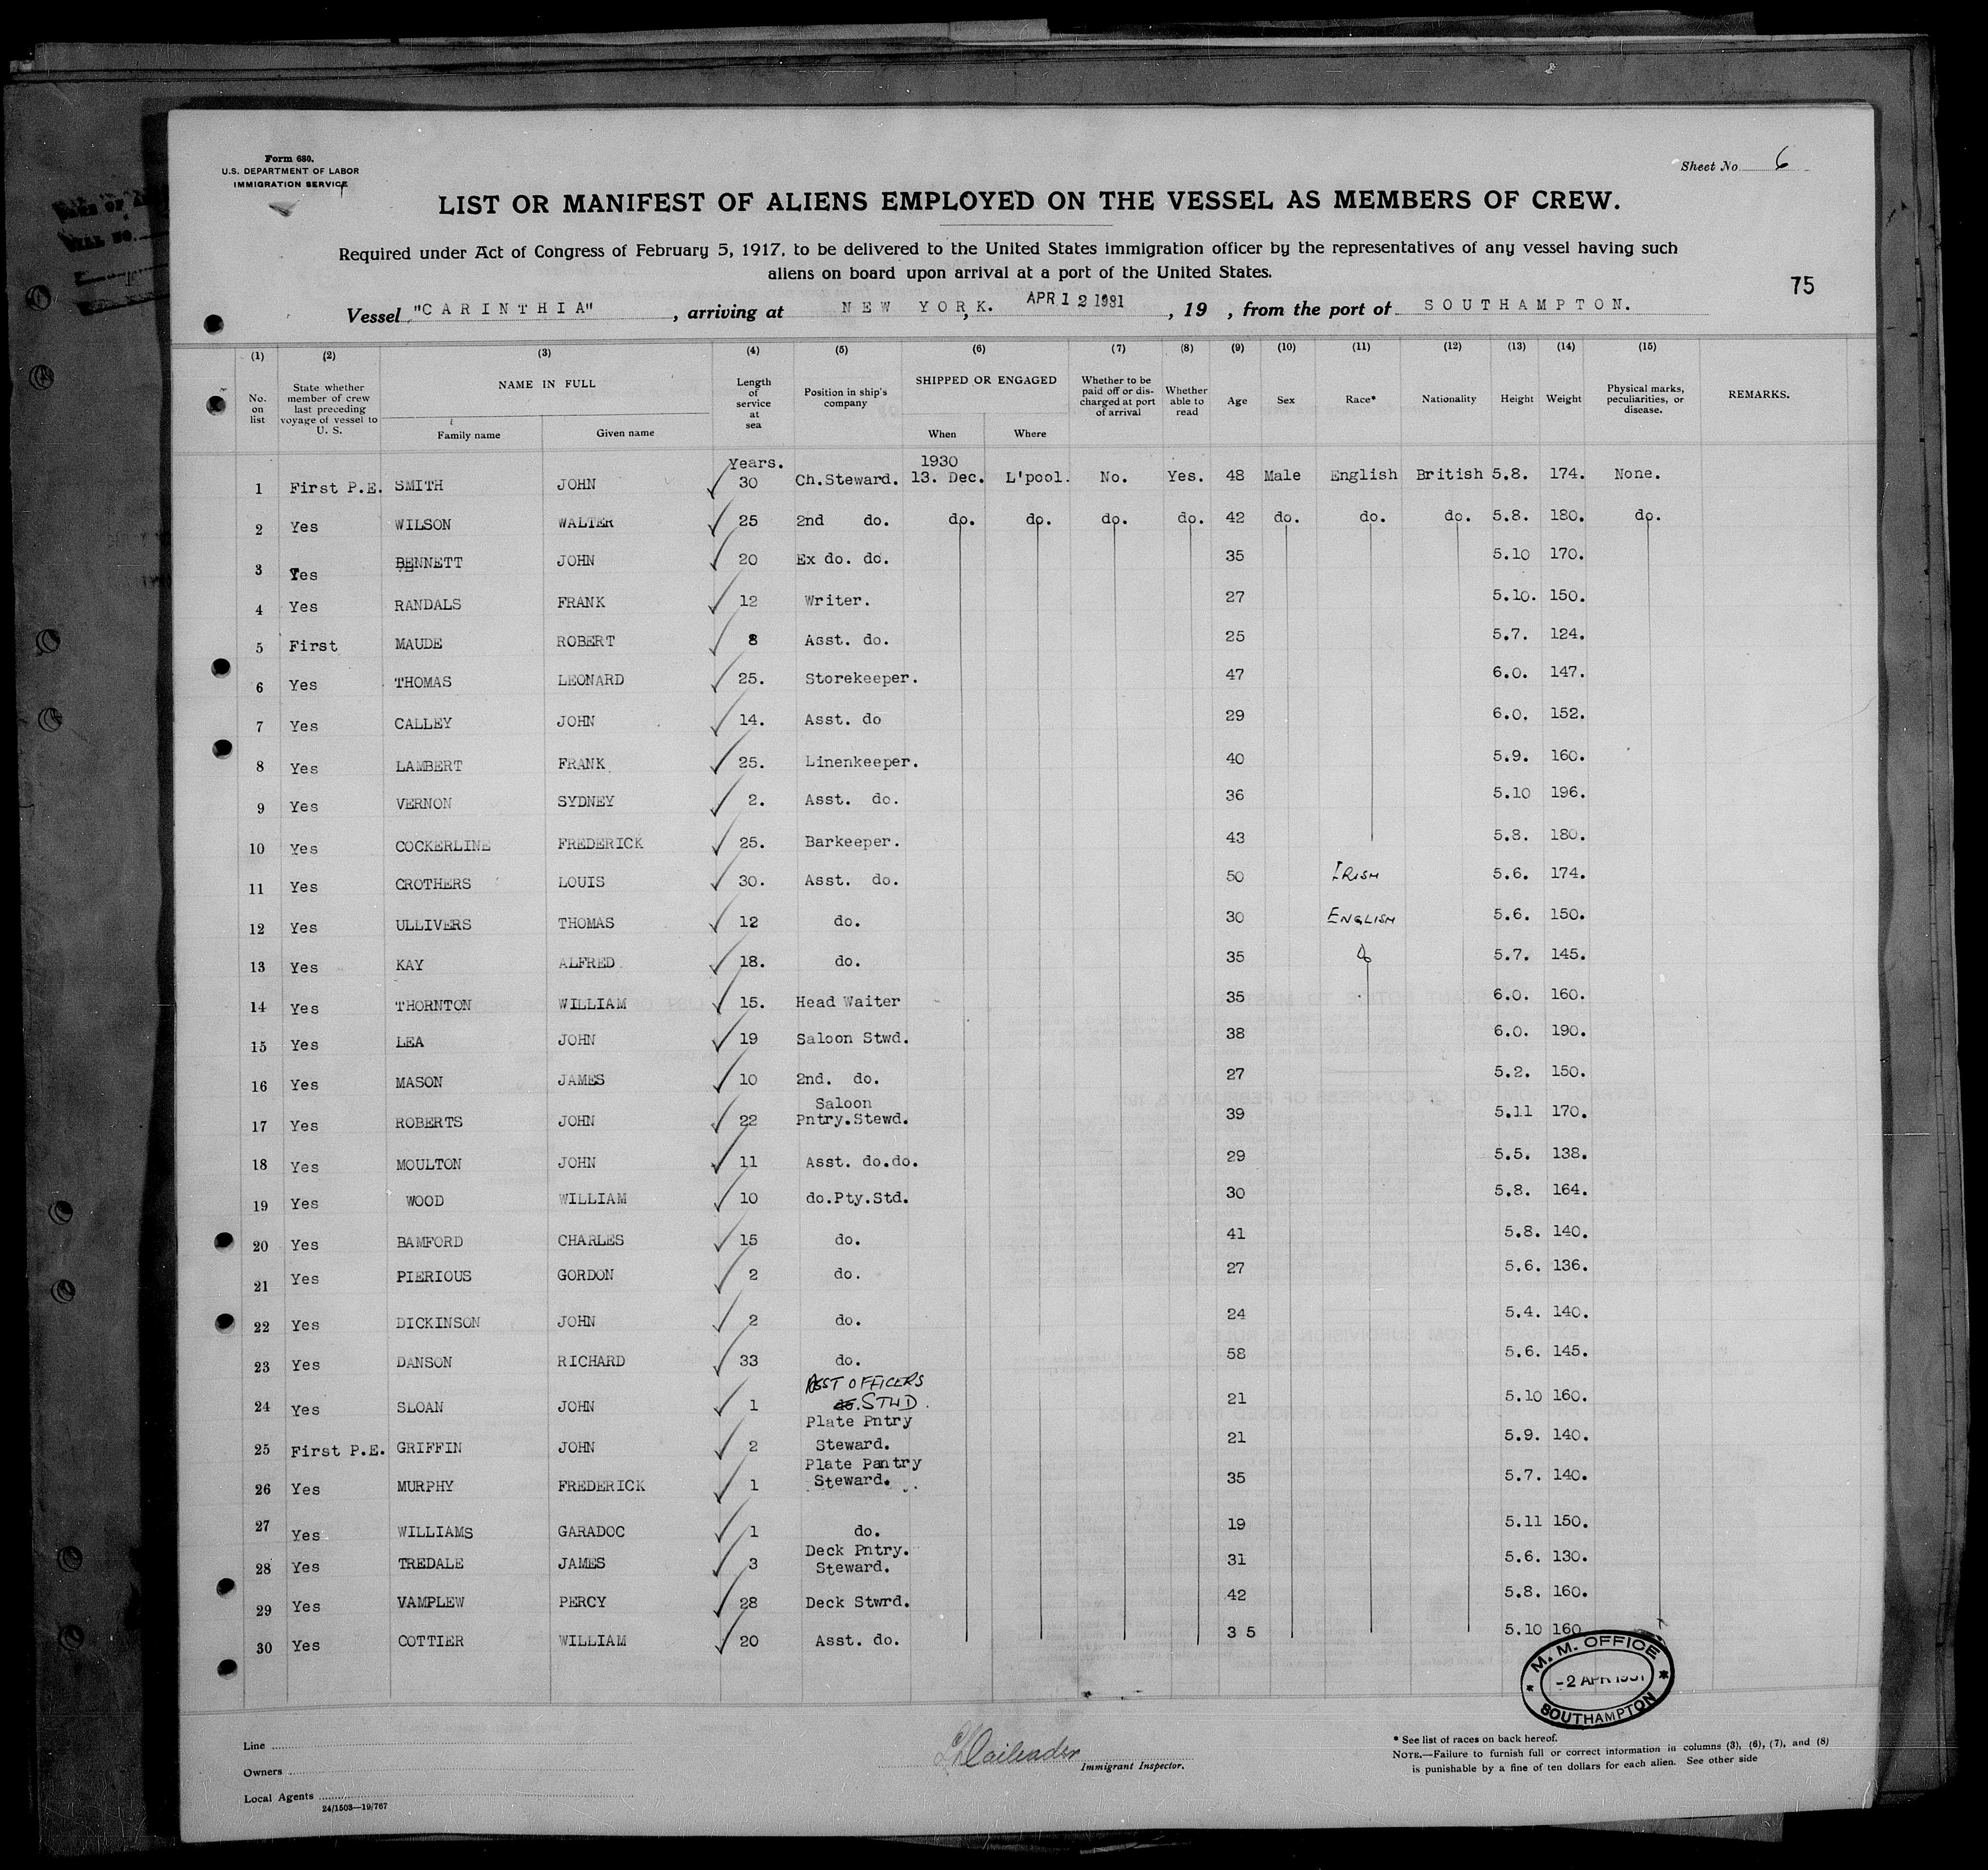 Form 680.
U.S. DEPARTMENT OF LABOR
IMMIGRATION SERVICE
Sheet No 6
LIST OR MANIFEST OF ALIENS EMPLOYED ON THE VESSEL AS MEMBERS OF CREW.
Required under Act of Congress of February 5, 1917, to be delivered to the United States immigration officer by the representatives of any vessel having such
aliens on board upon arrival at a port of the United States.
75
Vessel "CARINTHIA", arriving at NEW YORK. APR 12 1931, 19 , from the port of SOUTHAMPTON.
(1) (2) (3) (4) (5) (6) (7) (8) (9) (10) (11) (12) (13) (14) (15)
No. on list State whether member of crew last preceding voyage of vessel to U. S. NAME IN FULL Family name Given name Length of service at sea Position in ship's company SHIPPED OR ENGAGED When Where Whether to be paid off or discharged at port of arrival Whether able to read Age Sex Race* Nationality Height Weight Physical marks, peculiarities, or disease. REMARKS.
Years. 1930
1 First P.E. SMITH JOHN 30 Ch.Steward. 13. Dec. L'pool. No. Yes. 48 Male English British 5.8. 174. None.
2 Yes WILSON WALTER 25 2nd do. do. do. do. do. 42 do. do. do. 5.8. 180. do.
3 Yes BENNETT JOHN 20 Ex do. do. 35 5.10 170.
4 Yes RANDALS FRANK 12 Writer. 27 5.10. 150.
5 First MAUDE ROBERT 8 Asst. do. 25 5.7. 124.
6 Yes THOMAS LEONARD 25. Storekeeper. 47 6.0. 147.
7 Yes CALLEY JOHN 14. Asst. do 29 6.0. 152.
8 Yes LAMBERT FRANK 25. Linenkeeper. 40 5.9. 160.
9 Yes VERNON SYDNEY 2. Asst. do. 36 5.10 196.
10 Yes COCKERLINE FREDERICK 25. Barkeeper. 43 5.8. 180.
11 Yes CROTHERS LOUIS 30. Asst. do. 50 IRISH 5.6. 174.
12 Yes ULLIVERS THOMAS 12 do. 30 ENGLISH 5.6. 150.
13 Yes KAY ALFRED 18. do. 35 do 5.7. 145.
14 Yes THORNTON WILLIAM 15. Head Waiter 35 6.0. 160.
15 Yes LEA JOHN 19 Saloon Stwd. 38 6.0. 190.
16 Yes MASON JAMES 10 2nd. do. 27 5.2. 150.
17 Yes ROBERTS JOHN 22 Saloon Pntry.Stewd. 39 5.11 170.
18 Yes MOULTON JOHN 11 Asst. do.do. 29 5.5. 138.
19 Yes WOOD WILLIAM 10 do.Pty.Std. 30 5.8. 164.
20 Yes BAMFORD CHARLES 15 do. 41 5.8. 140.
21 Yes PIERIOUS GORDON 2 do. 27 5.6. 136.
22 Yes DICKINSON JOHN 2 do. 24 5.4. 140.
23 Yes DANSON RICHARD 33 do. 58 5.6. 145.
24 Yes SLOAN JOHN 1 ASST OFFICERS do. STWD. 21 5.10 160.
25 First P.E. GRIFFIN JOHN 2 Plate Pntry Steward. 21 5.9. 140.
26 Yes MURPHY FREDERICK 1 Plate Pantry Steward. 35 5.7. 140.
27 Yes WILLIAMS GARADOC 1 do. 19 5.11 150.
28 Yes TREDALE JAMES 3 Deck Pntry. Steward. 31 5.6. 130.
29 Yes VAMPLEW PERCY 28 Deck Stwrd. 42 5.8. 160.
30 Yes COTTIER WILLIAM 20 Asst. do. 3 5 5.10 160
M. M. OFFICE
-2 APR 1931
SOUTHAMPTON
Line
Owners
Local Agents
24/1503—19/767
Immigrant Inspector.
* See list of races on back hereof.
NOTE.—Failure to furnish full or correct information in columns (3), (6), (7), and (8)
is punishable by a fine of ten dollars for each alien. See other side